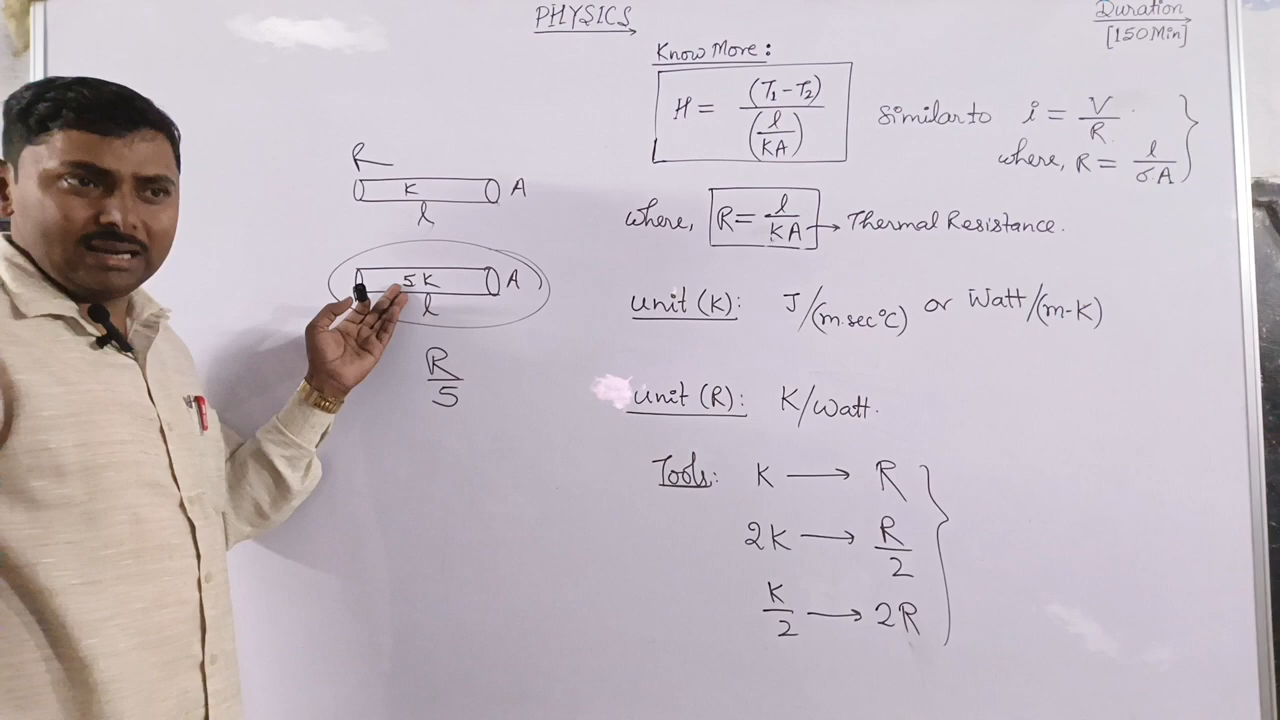 PHYSICS
Duration
[150 Min]
Know More:
H = (T₁ - T₂) / (l/KA) Similar to i = V/R
where, R = l/σ.A
where, R = l/KA → Thermal Resistance.
unit (K): J/(m.sec°C) or Watt/(m-K)
unit (R): K/Watt.
Tools: K → R
2K → R/2
K/2 → 2R
R
K A
l
5K A
l
R/5